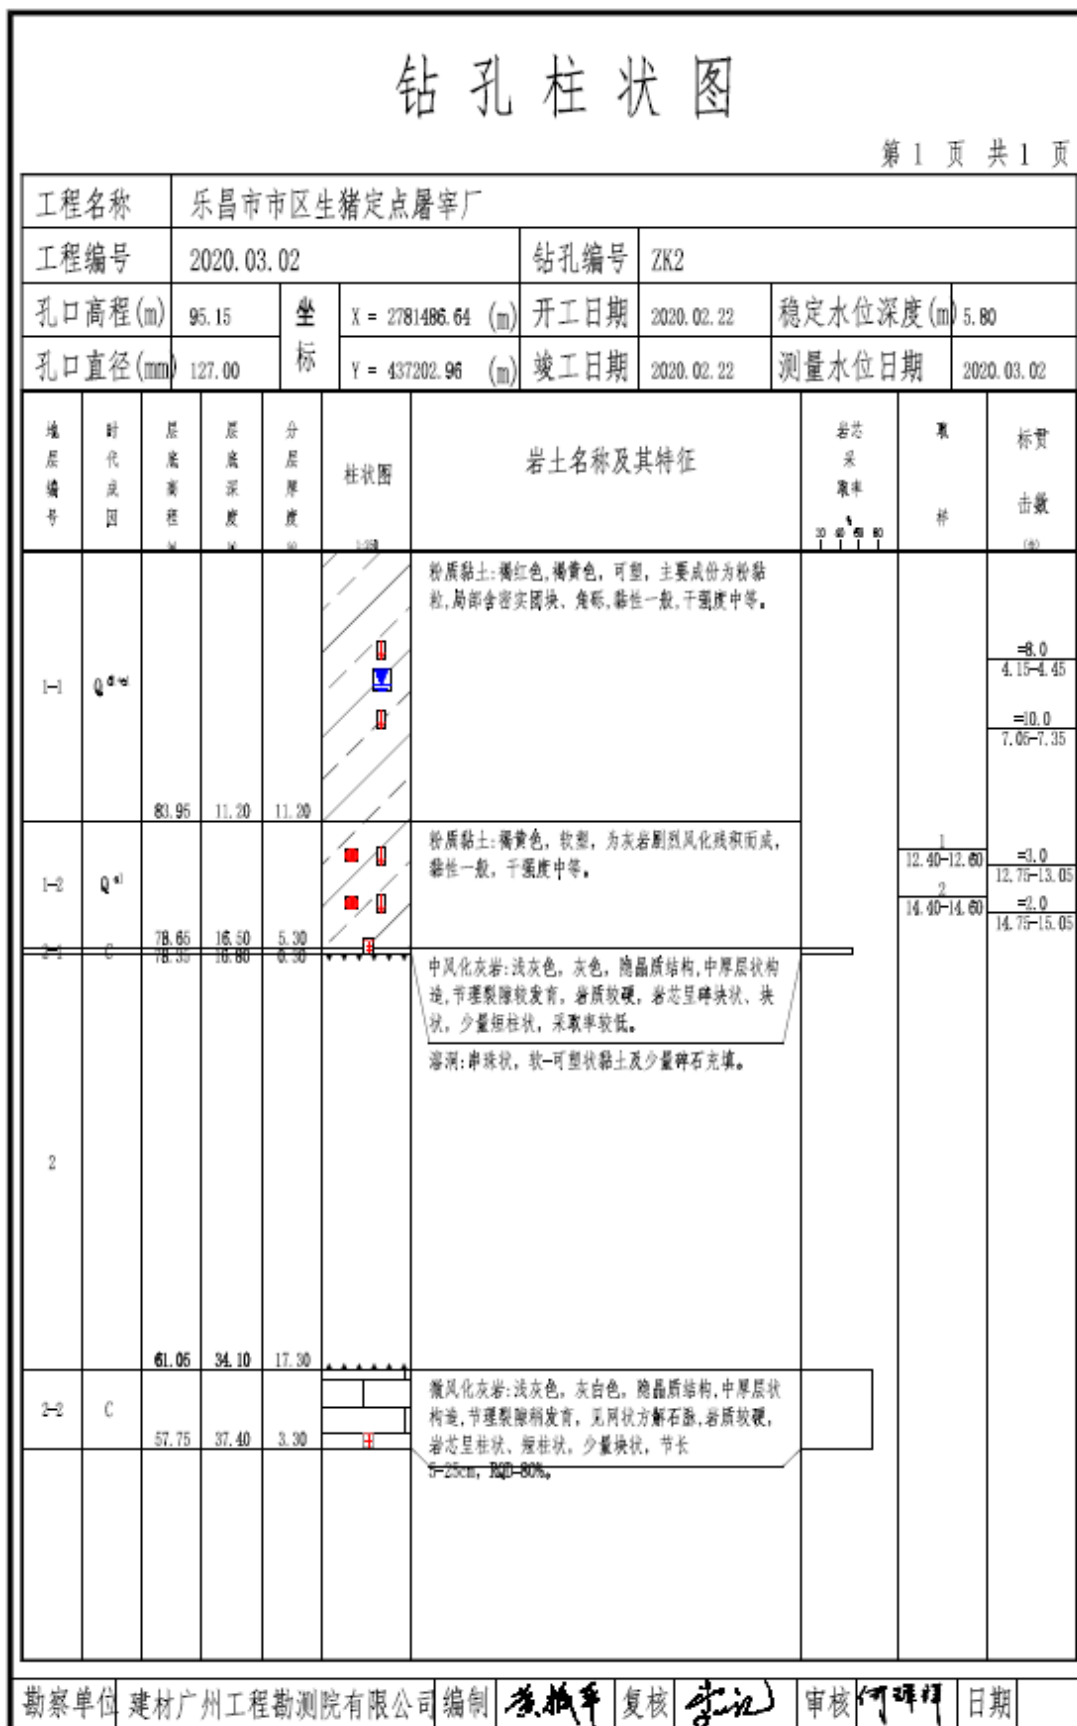 钻孔柱状图
第 1 页 共 1 页
工程名称 乐昌市市区生猪定点屠宰厂
工程编号 2020.03.02 钻孔编号 ZK2
孔口高程(m) 95.15 坐标 X = 2781486.64 (m) 开工日期 2020.02.22 稳定水位深度(m) 5.80
孔口直径(mm) 127.00 Y = 437202.96 (m) 竣工日期 2020.02.22 测量水位日期 2020.03.02
地层编号 时代成因 层底高程 层底深度 分层厚度 柱状图 岩土名称及其特征 岩芯采取率 % 取样 标贯击数
20 40 60 80
粉质黏土:褐红色,褐黄色，可塑，主要成份为粉黏
粒,局部含密实团块、角砾,黏性一般,干强度中等。
=8.0
4.15-4.45
1-1
=10.0
7.05-7.35
83.95 11.20 11.20
粉质黏土:褐黄色，软塑，为灰岩剧烈风化残积而成，
黏性一般，干强度中等。
1
12.40-12.60
=3.0
12.75-13.05
1-2 Q el
2
14.40-14.60
=2.0
14.75-15.05
78.65 16.50 5.30
2-1 C 78.35 16.80 0.30
中风化灰岩:浅灰色，灰色，隐晶质结构,中厚层状构
造,节理裂隙较发育，岩质较硬，岩芯呈碎块状、块
状，少量短柱状，采取率较低。
溶洞:串珠状，软-可塑状黏土及少量碎石充填。
2
61.05 34.10 17.30
微风化灰岩:浅灰色，灰白色，隐晶质结构,中厚层状
构造,节理裂隙稍发育，见网状方解石脉,岩质较硬，
岩芯呈柱状、短柱状，少量块状，节长
5-25cm，RQD=80%。
2-2 C
57.75 37.40 3.30
勘察单位 建材广州工程勘测院有限公司 编制 复核 审核 日期